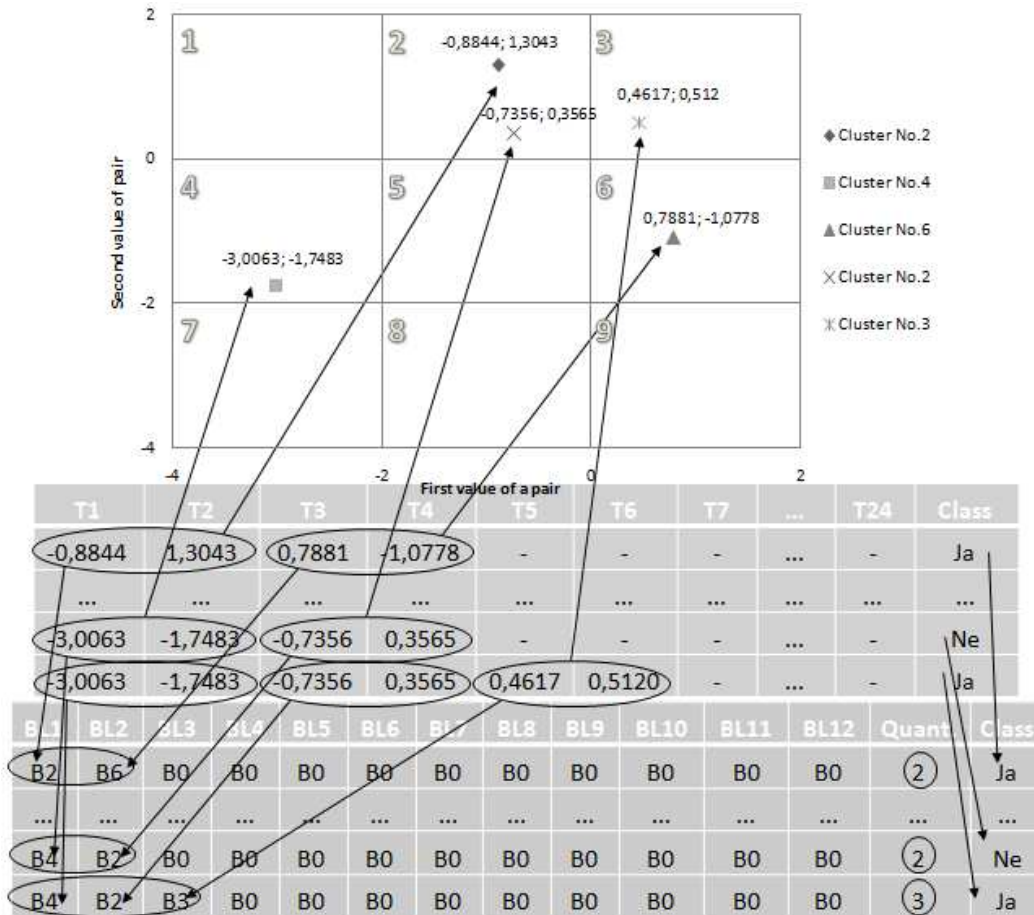 2
1
2
3
-0,8844; 1,3043
0,4617; 0,512
-0,7356; 0,3565
Cluster No.2
0
4
5
6
Cluster No.4
0,7881; -1,0778
Cluster No.6
-3,0063; -1,7483
Cluster No.2
Second value of pair
-2
7
8
9
Cluster No.3
-4
-4
-2
0
2
First value of a pair
T1 T2 T3 T4 T5 T6 T7 ... T24 Class
-0,8844 1,3043 0,7881 -1,0778 - - - ... - Ja
... ... ... ... ... ... ... ... ... ...
-3,0063 -1,7483 -0,7356 0,3565 - - - ... - Ne
-3,0063 -1,7483 -0,7356 0,3565 0,4617 0,5120 - ... - Ja
BL1 BL2 BL3 BL4 BL5 BL6 BL7 BL8 BL9 BL10 BL11 BL12 Quant Class
B2 B6 B0 B0 B0 B0 B0 B0 B0 B0 B0 B0 2 Ja
... ... ... ... ... ... ... ... ... ... ... ... ... ...
B4 B2 B0 B0 B0 B0 B0 B0 B0 B0 B0 B0 2 Ne
B4 B2 B3 B0 B0 B0 B0 B0 B0 B0 B0 B0 3 Ja